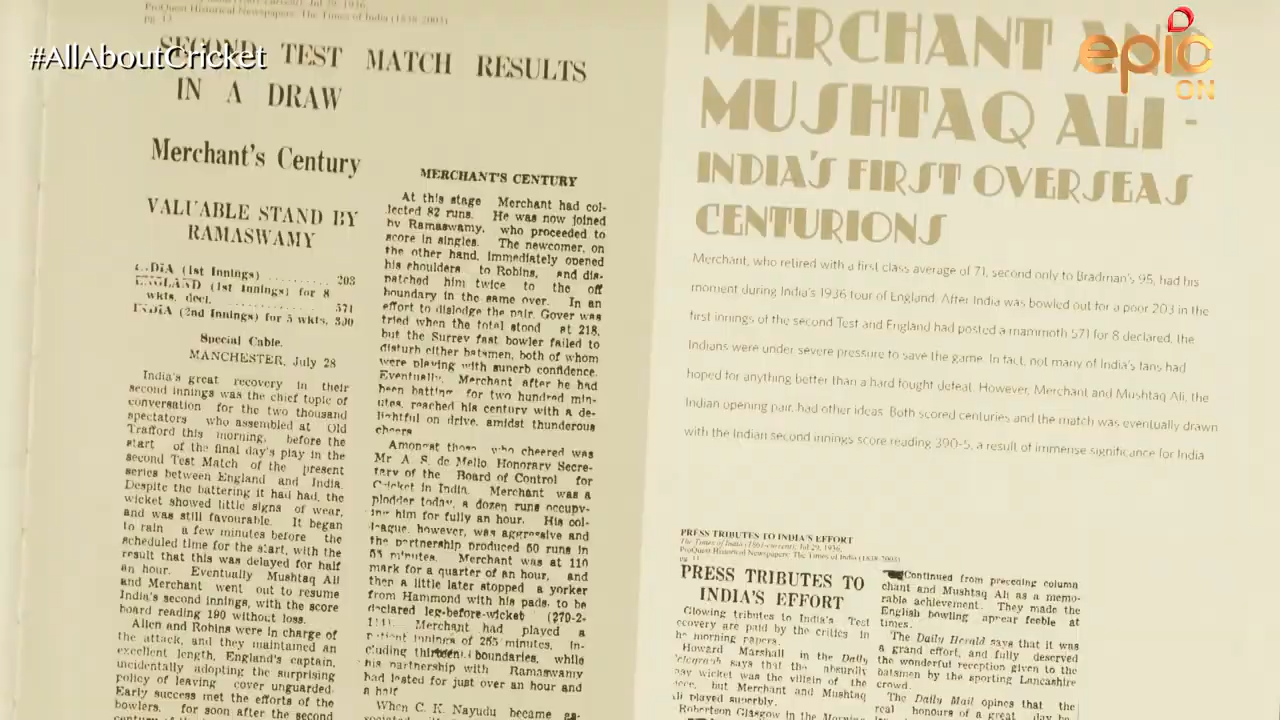 #AllAboutCricket
epic
ON
ProQuest Historical Newspapers: The Times of India (1838-2003)
pg. 13
SECOND TEST MATCH RESULTS
IN A DRAW
Merchant's Century
VALUABLE STAND BY
RAMASWAMY
(1st Innings) ........ 203
ENGLAND (1st Innings) for 8
wkts. decl. .............. 571
INDIA (2nd Innings) for 5 wkts, 390
Special Cable.
MANCHESTER, July 28
India's great recovery in their
second innings was the chief topic of
conversation for the two thousand
spectators who assembled at Old
Trafford this morning, before the
start of the final day's play in the
second Test Match of the present
series between England and India.
Despite the battering it had had, the
wicket showed little signs of wear,
and was still favourable. It began
to rain a few minutes before the
scheduled time for the start, with the
result that this was delayed for half
an hour. Eventually Mushtaq Ali
and Merchant went out to resume
India's second innings, with the score
board reading 190 without loss.
Allen and Robins were in charge of
the attack, and they maintained an
excellent length, England's captain,
incidentally adopting the surprising
policy of leaving cover unguarded.
Early success met the efforts of the
bowlers, for soon after the second
MERCHANT'S CENTURY
At this stage Merchant had col-
lected 82 runs. He was now joined
by Ramaswamy, who proceeded to
score in singles. The newcomer, on
the other hand, immediately opened
his shoulders to Robins, and dis-
patched him twice to the off
boundary in the same over. In an
effort to dislodge the pair, Gover was
tried when the total stood at 218,
but the Surrey fast bowler failed to
disturb either batsmen, both of whom
were playing with superb confidence.
Eventually, Merchant after he had
been batting for two hundred min-
utes, reached his century with a de-
lightful on drive, amidst thunderous
cheers
Amongst those who cheered was
Mr A. S. de Mello, Honorary Secre-
tary of the Board of Control for
Cricket in India. Merchant was a
plodder today, a dozen runs occupy-
ing him for fully an hour. His col-
league, however, was aggressive and
the partnership produced 60 runs in
minutes. Merchant was at 110
mark for a quarter of an hour, and
then a little later stopped a yorker
from Hammond with his pads, to be
declared leg-before-wicket (270-2-
Merchant had played a
patient innings of 265 minutes, in-
cluding thirteen boundaries, while
his partnership with Ramaswamy
had lasted for just over an hour and
a half
When C. K. Nayudu became
MERCHANT AND
MUSHTAQ ALI -
INDIA'S FIRST OVERSEAS
CENTURIONS
Merchant, who retired with a first class average of 71, second only to Bradman's 95, had his
moment during India's 1936 tour of England. After India was bowled out for a poor 203 in the
first innings of the second Test and England had posted a mammoth 571 for 8 declared, the
Indians were under severe pressure to save the game. In fact, not many of India's fans had
hoped for anything better than a hard fought defeat. However, Merchant and Mushtaq Ali, the
Indian opening pair, had other ideas. Both scored centuries and the match was eventually drawn
with the Indian second innings score reading 390-5, a result of immense significance for India
PRESS TRIBUTES TO INDIA'S EFFORT
The Times of India (1861-current); Jul 29, 1936;
ProQuest Historical Newspapers: The Times of India (1838-2003)
PRESS TRIBUTES TO
INDIA'S EFFORT
Glowing tributes to India's Test
recovery are paid by the critics in
the morning papers.
Howard Marshall in the Daily
Telegraph says that the absurdly
easy wicket was the villain of the
piece, but Merchant and Mushtaq
Ali played superbly.
Robertson Glasgow in the Morning
Continued from preceding column
chant and Mushtaq Ali as a memo-
rable achievement. They made the
English bowling appear feeble at
times.
The Daily Herald says that it was
a grand effort, and fully deserved
the wonderful reception given to the
batsmen by the sporting Lancashire
crowd.
The Daily Mail opines that the
real honours of a great day